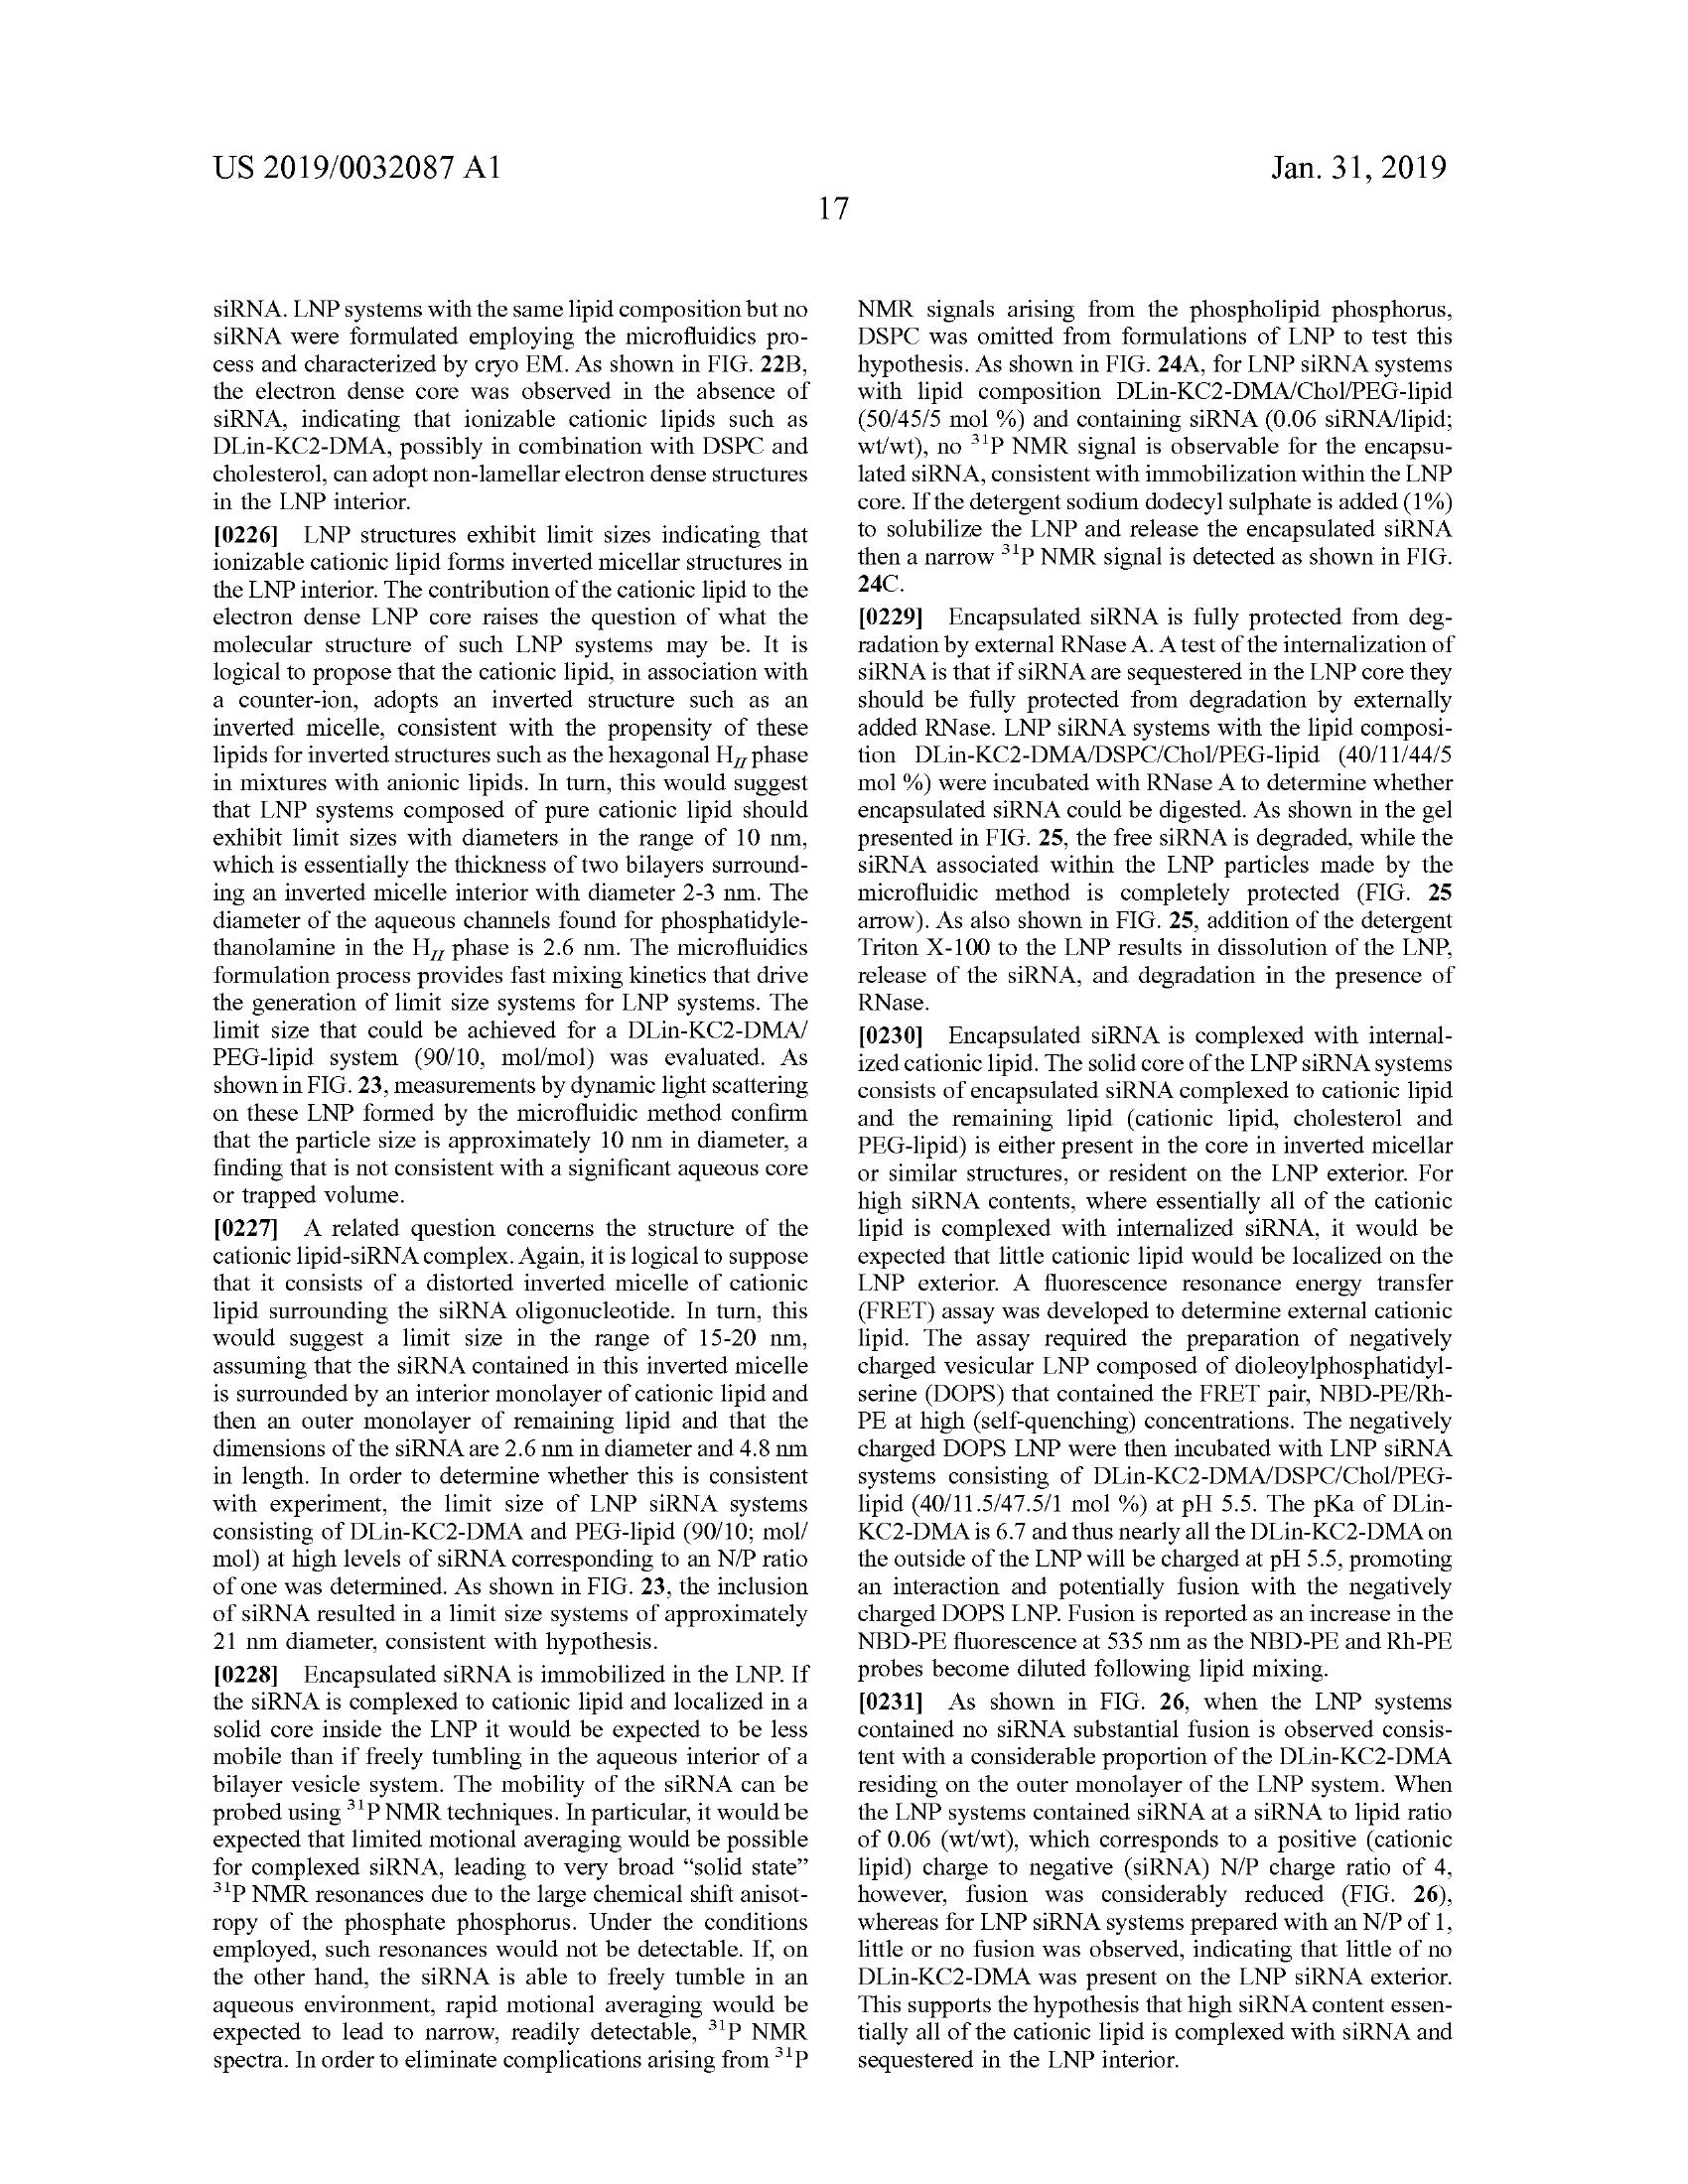 US 2019/0032087 A1
Jan. 31, 2019
17
siRNA. LNP systems with the same lipid composition but no
siRNA were formulated employing the microfluidics pro-
cess and characterized by cryo EM. As shown in FIG. 22B,
the electron dense core was observed in the absence of
siRNA, indicating that ionizable cationic lipids such as
DLin-KC2-DMA, possibly in combination with DSPC and
cholesterol, can adopt non-lamellar electron dense structures
in the LNP interior.
[0226] LNP structures exhibit limit sizes indicating that
ionizable cationic lipid forms inverted micellar structures in
the LNP interior. The contribution of the cationic lipid to the
electron dense LNP core raises the question of what the
molecular structure of such LNP systems may be. It is
logical to propose that the cationic lipid, in association with
a counter-ion, adopts an inverted structure such as an
inverted micelle, consistent with the propensity of these
lipids for inverted structures such as the hexagonal H_II phase
in mixtures with anionic lipids. In turn, this would suggest
that LNP systems composed of pure cationic lipid should
exhibit limit sizes with diameters in the range of 10 nm,
which is essentially the thickness of two bilayers surround-
ing an inverted micelle interior with diameter 2-3 nm. The
diameter of the aqueous channels found for phosphatidyle-
thanolamine in the H_II phase is 2.6 nm. The microfluidics
formulation process provides fast mixing kinetics that drive
the generation of limit size systems for LNP systems. The
limit size that could be achieved for a DLin-KC2-DMA/
PEG-lipid system (90/10, mol/mol) was evaluated. As
shown in FIG. 23, measurements by dynamic light scattering
on these LNP formed by the microfluidic method confirm
that the particle size is approximately 10 nm in diameter, a
finding that is not consistent with a significant aqueous core
or trapped volume.
[0227] A related question concerns the structure of the
cationic lipid-siRNA complex. Again, it is logical to suppose
that it consists of a distorted inverted micelle of cationic
lipid surrounding the siRNA oligonucleotide. In turn, this
would suggest a limit size in the range of 15-20 nm,
assuming that the siRNA contained in this inverted micelle
is surrounded by an interior monolayer of cationic lipid and
then an outer monolayer of remaining lipid and that the
dimensions of the siRNA are 2.6 nm in diameter and 4.8 nm
in length. In order to determine whether this is consistent
with experiment, the limit size of LNP siRNA systems
consisting of DLin-KC2-DMA and PEG-lipid (90/10; mol/
mol) at high levels of siRNA corresponding to an N/P ratio
of one was determined. As shown in FIG. 23, the inclusion
of siRNA resulted in a limit size systems of approximately
21 nm diameter, consistent with hypothesis.
[0228] Encapsulated siRNA is immobilized in the LNP. If
the siRNA is complexed to cationic lipid and localized in a
solid core inside the LNP it would be expected to be less
mobile than if freely tumbling in the aqueous interior of a
bilayer vesicle system. The mobility of the siRNA can be
probed using ³¹P NMR techniques. In particular, it would be
expected that limited motional averaging would be possible
for complexed siRNA, leading to very broad “solid state”
³¹P NMR resonances due to the large chemical shift anisot-
ropy of the phosphate phosphorus. Under the conditions
employed, such resonances would not be detectable. If, on
the other hand, the siRNA is able to freely tumble in an
aqueous environment, rapid motional averaging would be
expected to lead to narrow, readily detectable, ³¹P NMR
spectra. In order to eliminate complications arising from ³¹P
NMR signals arising from the phospholipid phosphorus,
DSPC was omitted from formulations of LNP to test this
hypothesis. As shown in FIG. 24A, for LNP siRNA systems
with lipid composition DLin-KC2-DMA/Chol/PEG-lipid
(50/45/5 mol %) and containing siRNA (0.06 siRNA/lipid;
wt/wt), no ³¹P NMR signal is observable for the encapsu-
lated siRNA, consistent with immobilization within the LNP
core. If the detergent sodium dodecyl sulphate is added (1%)
to solubilize the LNP and release the encapsulated siRNA
then a narrow ³¹P NMR signal is detected as shown in FIG.
24C.
[0229] Encapsulated siRNA is fully protected from deg-
radation by external RNase A. A test of the internalization of
siRNA is that if siRNA are sequestered in the LNP core they
should be fully protected from degradation by externally
added RNase. LNP siRNA systems with the lipid composi-
tion DLin-KC2-DMA/DSPC/Chol/PEG-lipid (40/11/44/5
mol %) were incubated with RNase A to determine whether
encapsulated siRNA could be digested. As shown in the gel
presented in FIG. 25, the free siRNA is degraded, while the
siRNA associated within the LNP particles made by the
microfluidic method is completely protected (FIG. 25
arrow). As also shown in FIG. 25, addition of the detergent
Triton X-100 to the LNP results in dissolution of the LNP,
release of the siRNA, and degradation in the presence of
RNase.
[0230] Encapsulated siRNA is complexed with internal-
ized cationic lipid. The solid core of the LNP siRNA systems
consists of encapsulated siRNA complexed to cationic lipid
and the remaining lipid (cationic lipid, cholesterol and
PEG-lipid) is either present in the core in inverted micellar
or similar structures, or resident on the LNP exterior. For
high siRNA contents, where essentially all of the cationic
lipid is complexed with internalized siRNA, it would be
expected that little cationic lipid would be localized on the
LNP exterior. A fluorescence resonance energy transfer
(FRET) assay was developed to determine external cationic
lipid. The assay required the preparation of negatively
charged vesicular LNP composed of dioleoylphosphatidyl-
serine (DOPS) that contained the FRET pair, NBD-PE/Rh-
PE at high (self-quenching) concentrations. The negatively
charged DOPS LNP were then incubated with LNP siRNA
systems consisting of DLin-KC2-DMA/DSPC/Chol/PEG-
lipid (40/11.5/47.5/1 mol %) at pH 5.5. The pKa of DLin-
KC2-DMA is 6.7 and thus nearly all the DLin-KC2-DMA on
the outside of the LNP will be charged at pH 5.5, promoting
an interaction and potentially fusion with the negatively
charged DOPS LNP. Fusion is reported as an increase in the
NBD-PE fluorescence at 535 nm as the NBD-PE and Rh-PE
probes become diluted following lipid mixing.
[0231] As shown in FIG. 26, when the LNP systems
contained no siRNA substantial fusion is observed consis-
tent with a considerable proportion of the DLin-KC2-DMA
residing on the outer monolayer of the LNP system. When
the LNP systems contained siRNA at a siRNA to lipid ratio
of 0.06 (wt/wt), which corresponds to a positive (cationic
lipid) charge to negative (siRNA) N/P charge ratio of 4,
however, fusion was considerably reduced (FIG. 26),
whereas for LNP siRNA systems prepared with an N/P of 1,
little or no fusion was observed, indicating that little of no
DLin-KC2-DMA was present on the LNP siRNA exterior.
This supports the hypothesis that high siRNA content essen-
tially all of the cationic lipid is complexed with siRNA and
sequestered in the LNP interior.